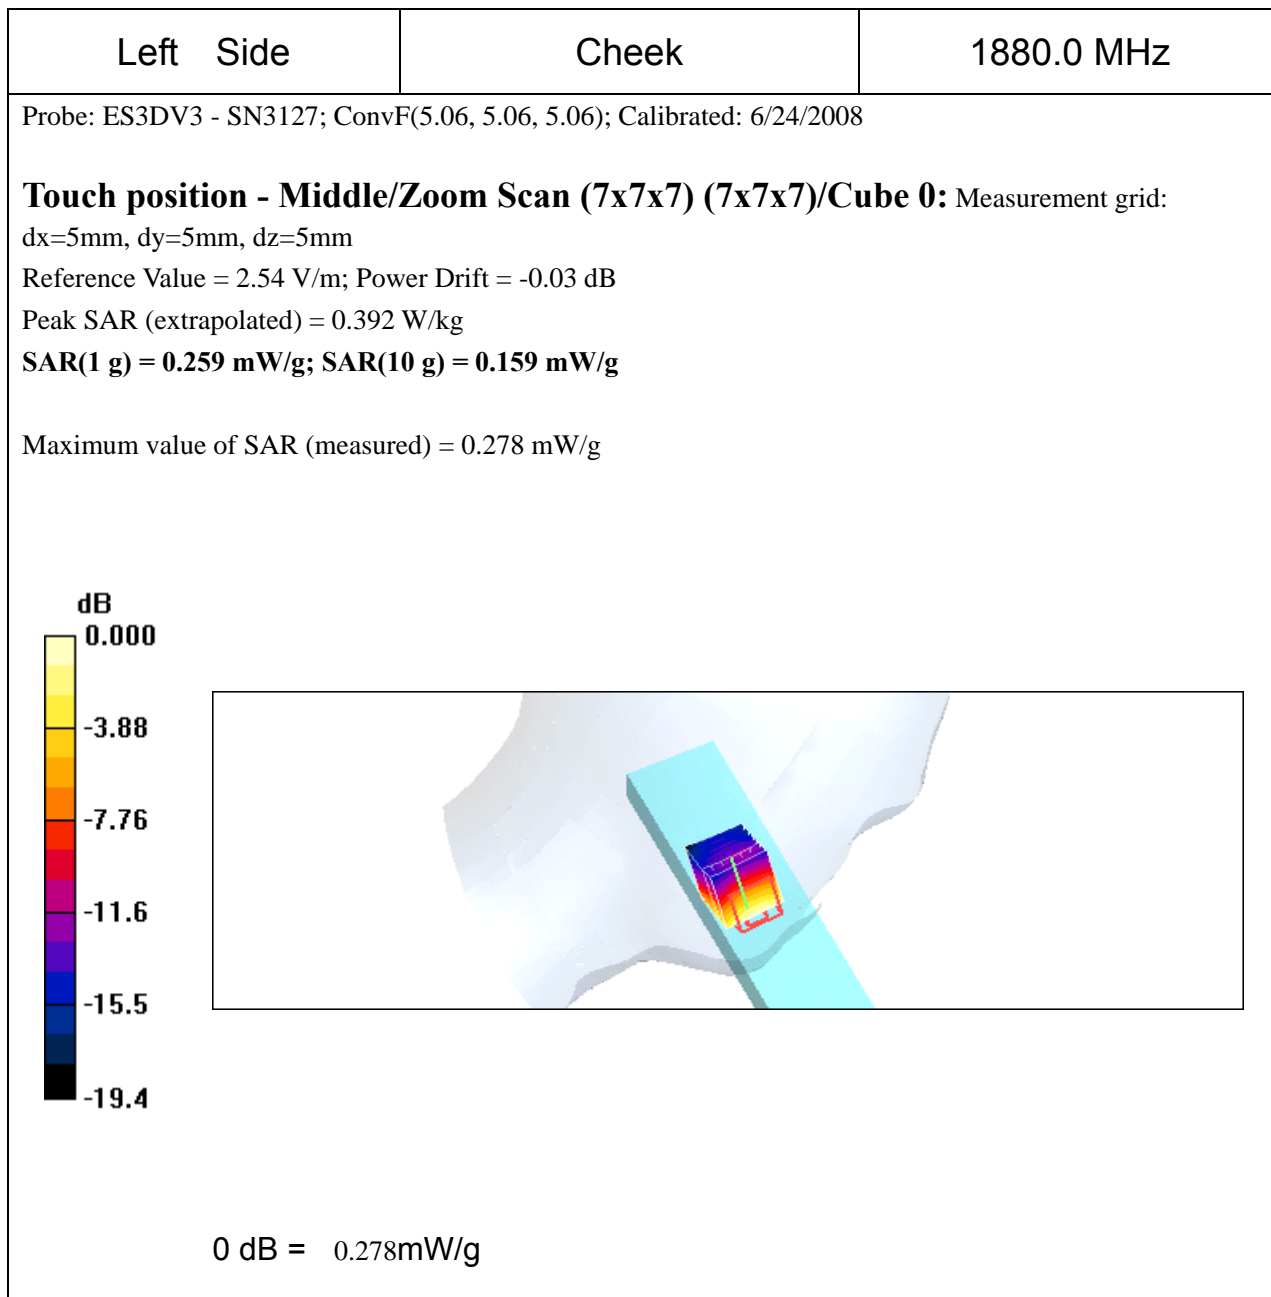 Left Side
Cheek
1880.0 MHz
Probe: ES3DV3 - SN3127; ConvF(5.06, 5.06, 5.06); Calibrated: 6/24/2008
Touch position - Middle/Zoom Scan (7x7x7) (7x7x7)/Cube 0: Measurement grid:
dx=5mm, dy=5mm, dz=5mm
Reference Value = 2.54 V/m; Power Drift = -0.03 dB
Peak SAR (extrapolated) = 0.392 W/kg
SAR(1 g) = 0.259 mW/g; SAR(10 g) = 0.159 mW/g
Maximum value of SAR (measured) = 0.278 mW/g
dB
0.000
-3.88
-7.76
-11.6
-15.5
-19.4
0 dB = 0.278mW/g